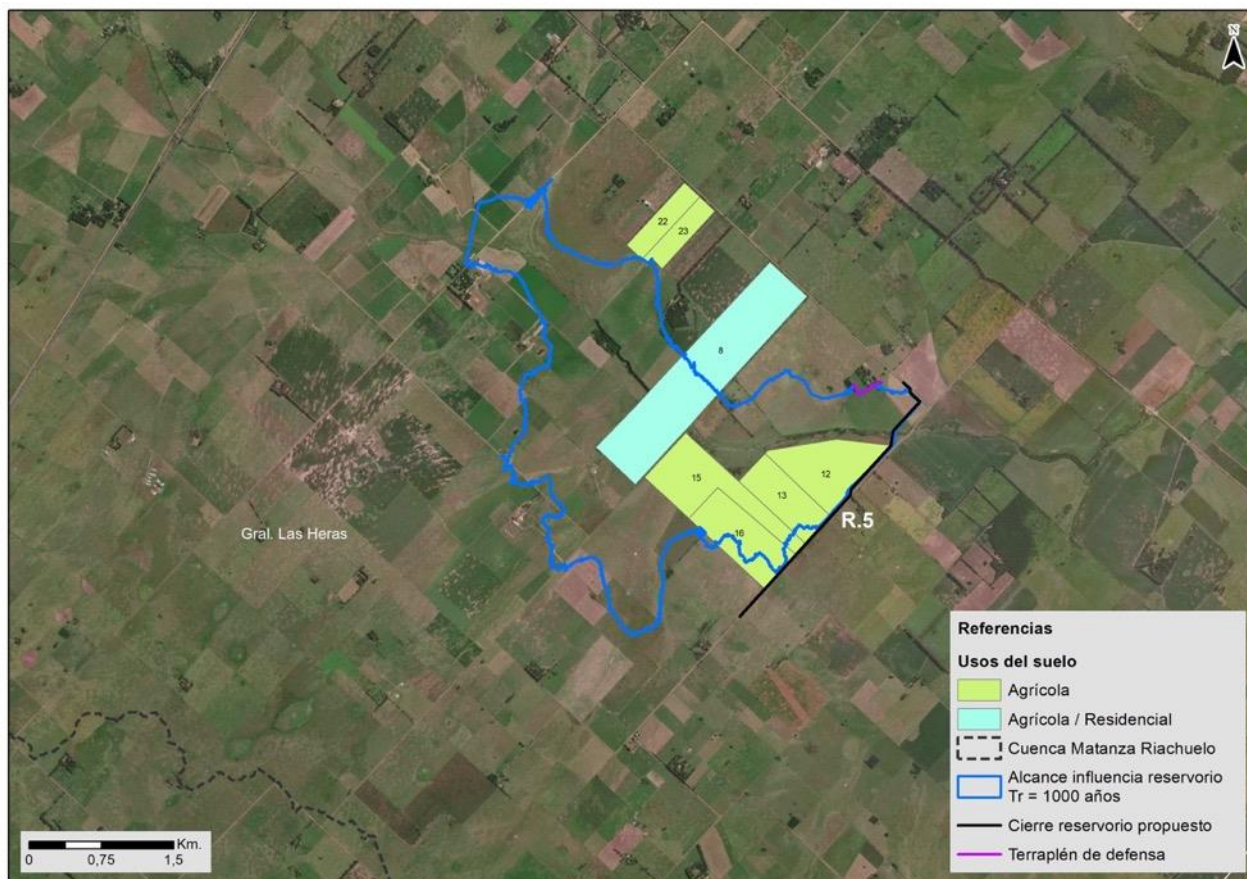 N
22
23
8
15
12
13
16
R.5
Gral. Las Heras
Referencias
Usos del suelo
Agrícola
Agrícola / Residencial
Cuenca Matanza Riachuelo
Alcance influencia reservorio
Tr = 1000 años
Cierre reservorio propuesto
Terraplén de defensa
Km.
0 0,75 1,5